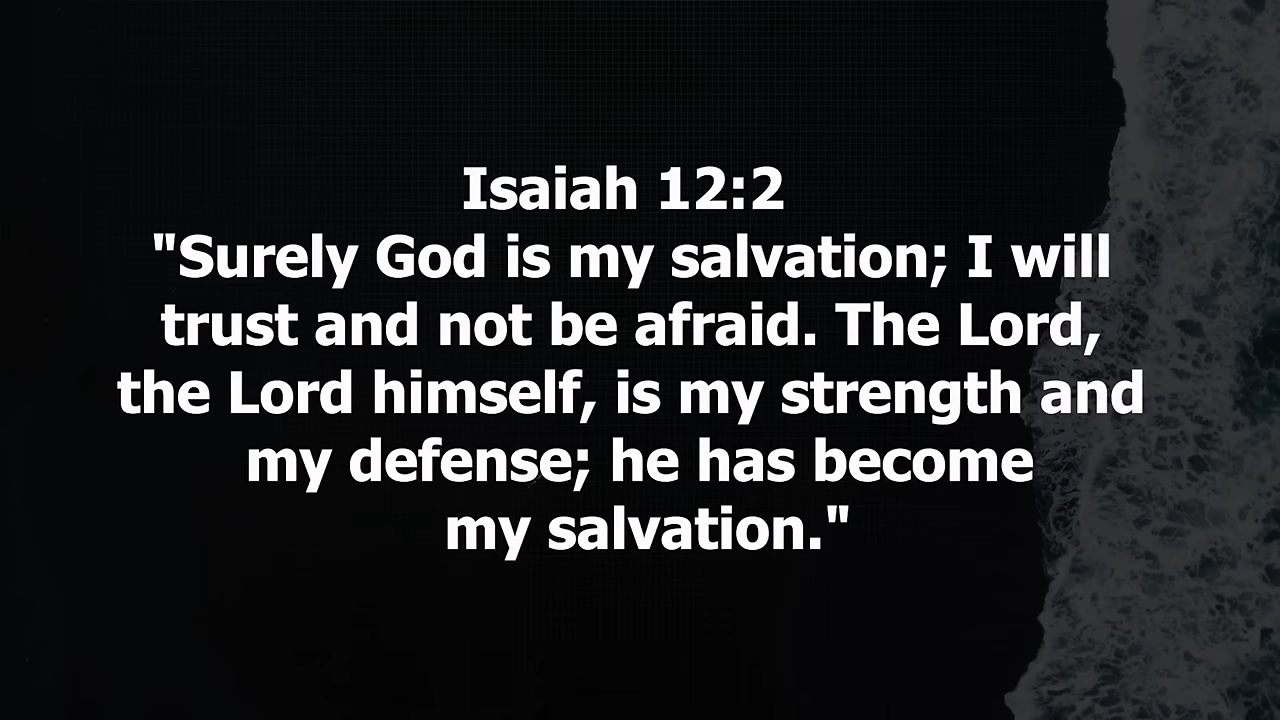 Isaiah 12:2
"Surely God is my salvation; I will
trust and not be afraid. The Lord,
the Lord himself, is my strength and
my defense; he has become
my salvation."